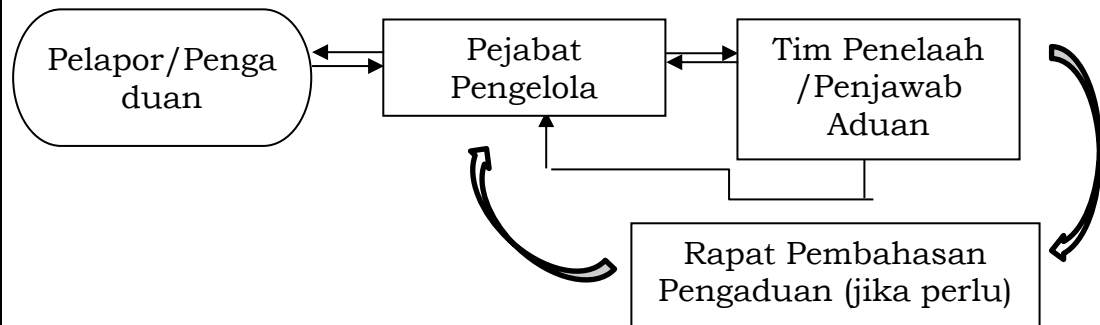 Pelapor/Penga
duan
Pejabat
Pengelola
Tim Penelaah
/Penjawab
Aduan
Rapat Pembahasan
Pengaduan (jika perlu)